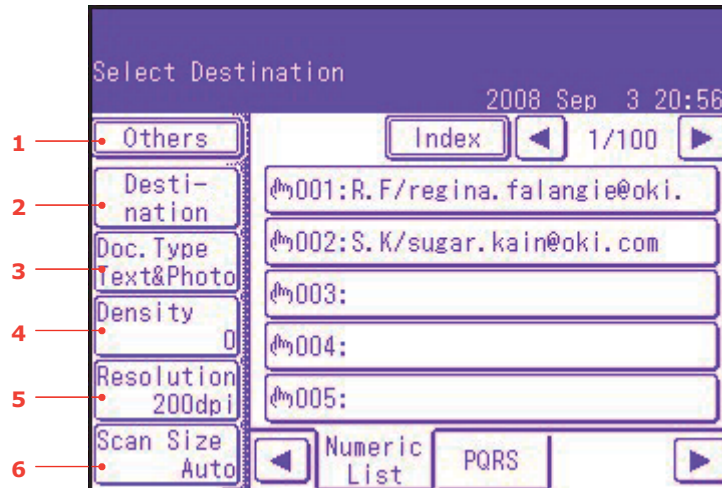 Select Destination
2008 Sep 3 20:56
1 Others
Index 1/100
2 Desti-
nation
001:R.F/regina.falangie@oki.
3 Doc.Type
Text&Photo
002:S.K/sugar.kain@oki.com
003:
4 Density
0
004:
5 Resolution
200dpi
005:
6 Scan Size
Auto
Numeric
List
PQRS